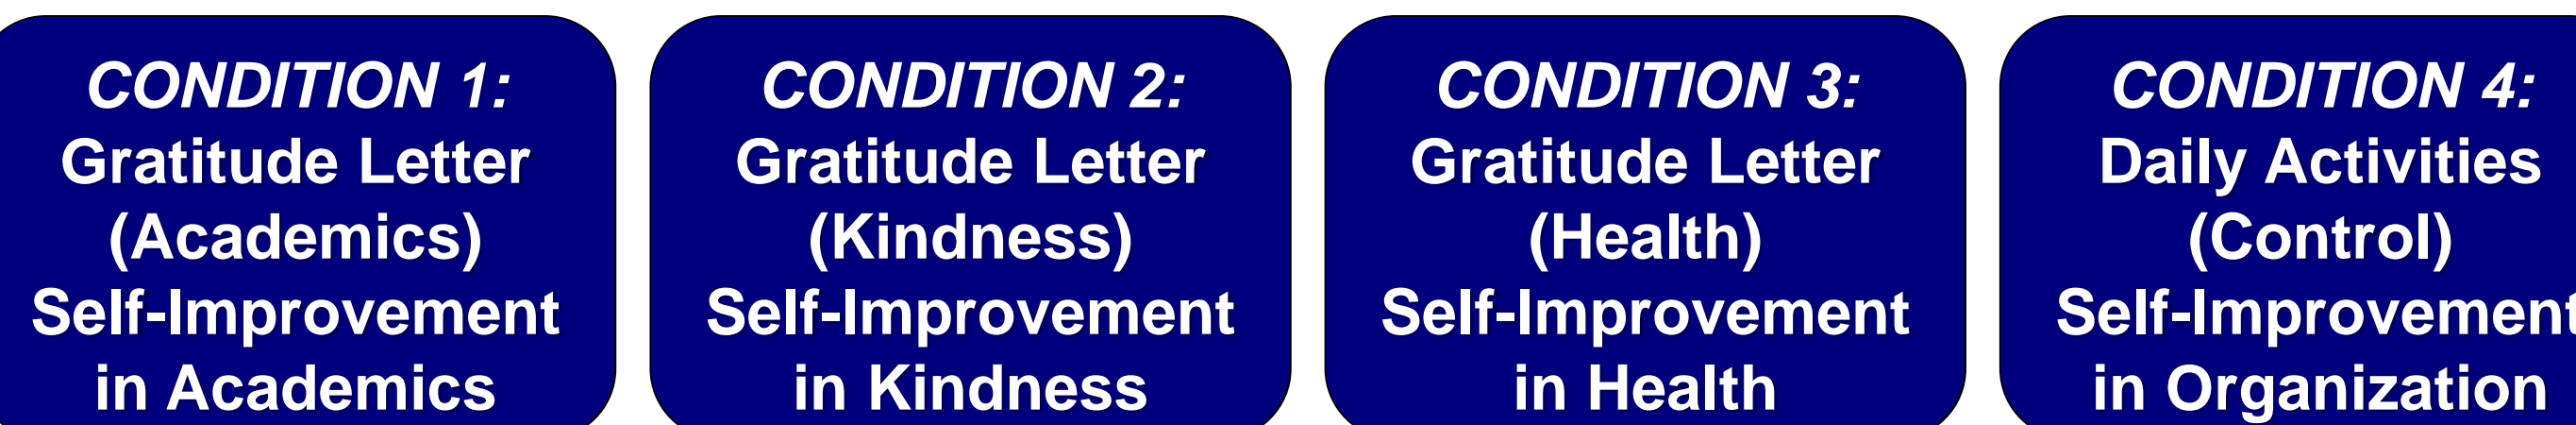 CONDITION 1:
Gratitude Letter
(Academics)
Self-Improvement
in Academics
CONDITION 2:
Gratitude Letter
(Kindness)
Self-Improvement
in Kindness
CONDITION 3:
Gratitude Letter
(Health)
Self-Improvement
in Health
CONDITION 4:
Daily Activities
(Control)
Self-Improvement
in Organization